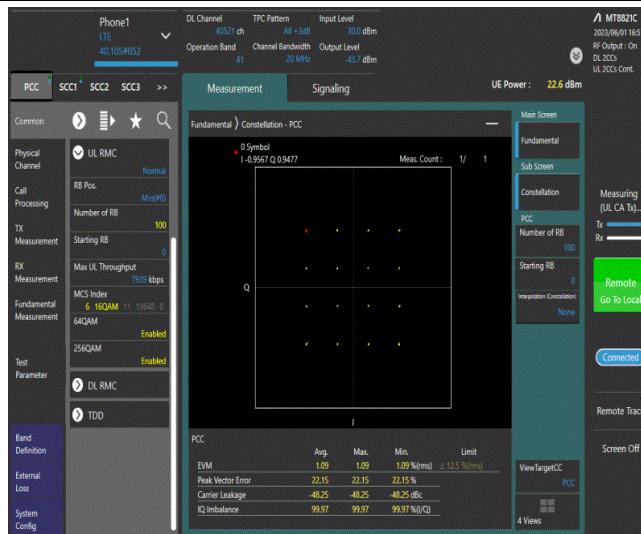 Phone1
LTE
40.105#052
DL Channel
40521 ch
TPC Pattern
All +3dB
Input Level
30.0 dBm
Operation Band
41
Channel Bandwidth
20 MHz
Output Level
-43.7 dBm
MT8821C
2023/06/01 16:5
RF Output : On
DL 2CCs
UL 2CCs Cont.
PCC SCC1 SCC2 SCC3 >>
Measurement Signaling
UE Power : 22.6 dBm
Common
Physical
Channel
Call
Processing
TX
Measurement
RX
Measurement
Fundamental
Measurement
Test
Parameter
Band
Definition
External
Loss
System
Config
UL RMC
Normal
RB Pos.
Min(#0)
Number of RB
100
Starting RB
0
Max UL Throughput
7939 kbps
MCS Index
6 16QAM 11 19848 8
64QAM
Enabled
256QAM
Enabled
DL RMC
TDD
Fundamental Constellation - PCC
0 Symbol
I -0.9567 Q 0.9477
Meas. Count : 1/ 1
Q
I
PCC
Avg. Max. Min. Limit
EVM 1.09 1.09 1.09 %(rms) ≤ 12.5 %(rms)
Peak Vector Error 22.15 22.15 22.15 %
Carrier Leakage -48.25 -48.25 -48.25 dBc
IQ Imbalance 99.97 99.97 99.97 %(I/Q)
Main Screen
Fundamental
Sub Screen
Constellation
PCC
Number of RB
100
Starting RB
0
Interpolation (Constellation)
None
ViewTargetCC
PCC
4 Views
Measuring
(UL CA Tx)...
Tx
Rx
Remote
Go To Local
Connected
Remote Trac
Screen Off